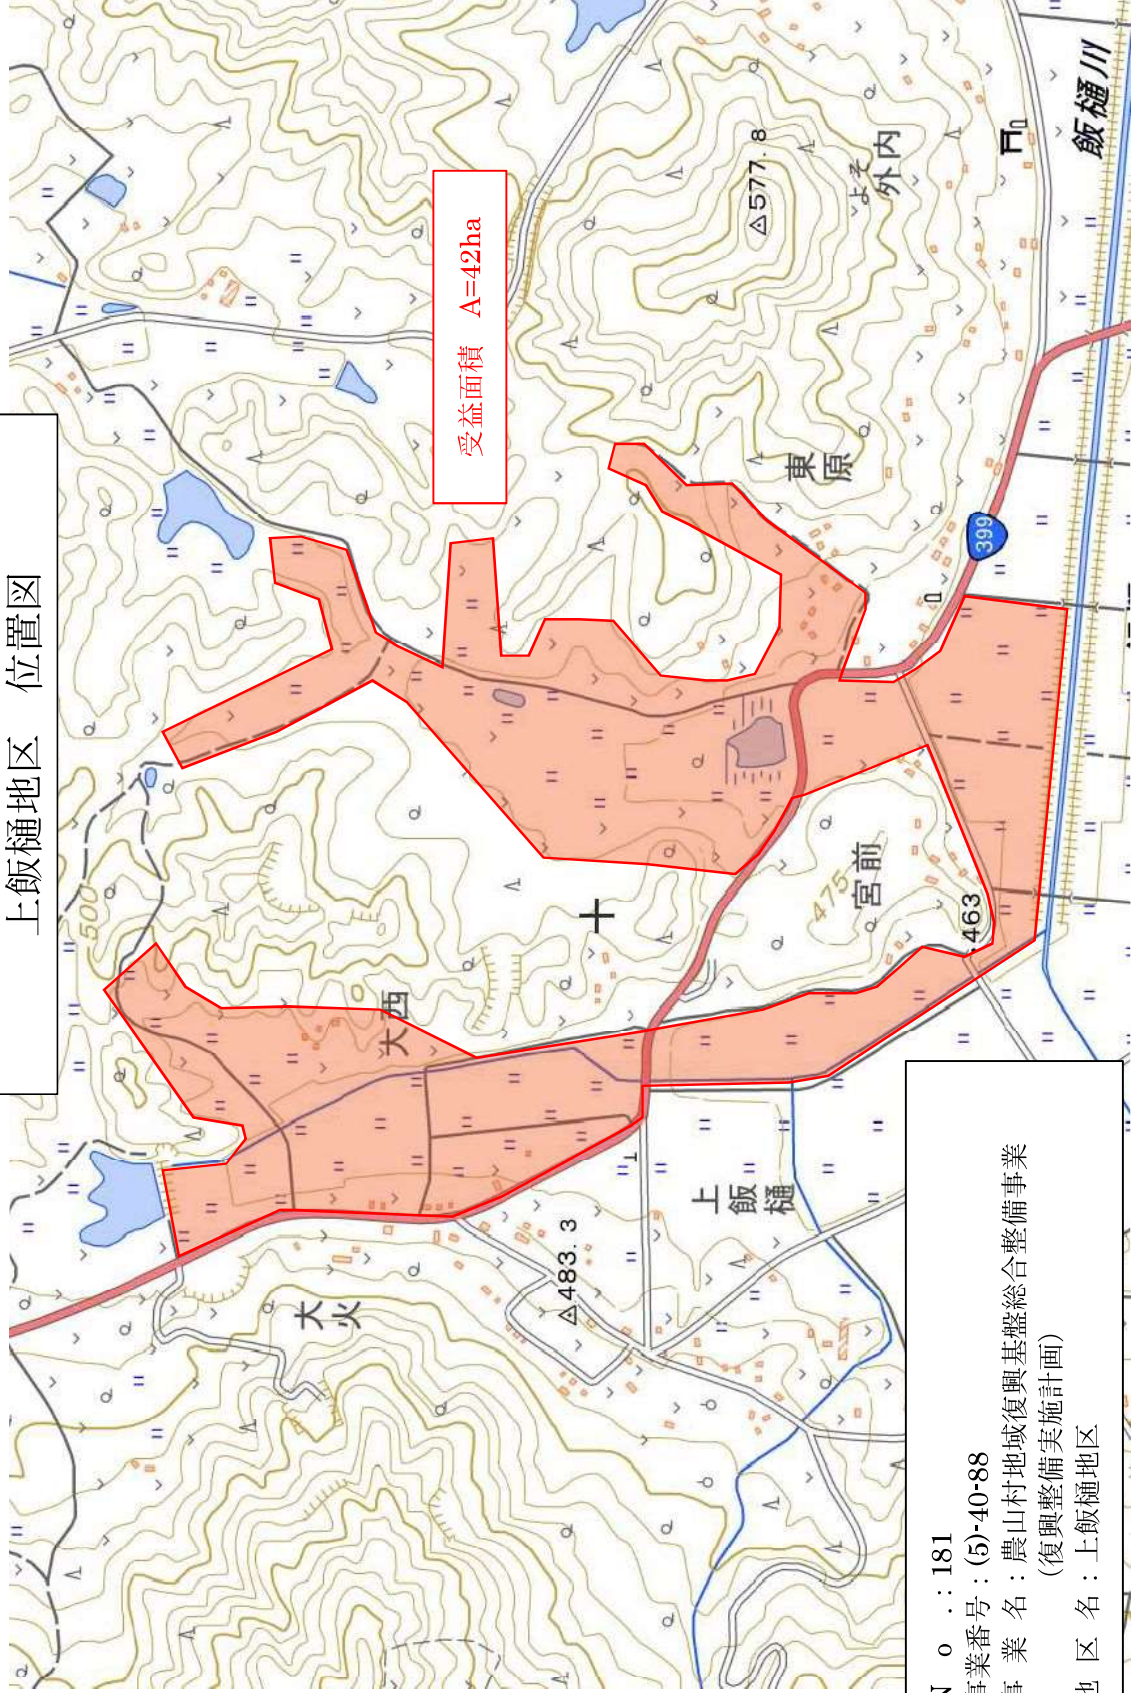 上飯樋地区　位置図
受益面積　A=42ha
500
大西
大火
483.3
上
飯
樋
宮前
475
463
東
原
577.8
よそ
外内
飯樋川
399
Ｎｏ.：181
事業番号：(5)-40-88
事業名：農山村地域復興基盤総合整備事業
(復興整備実施計画)
地区名：上飯樋地区